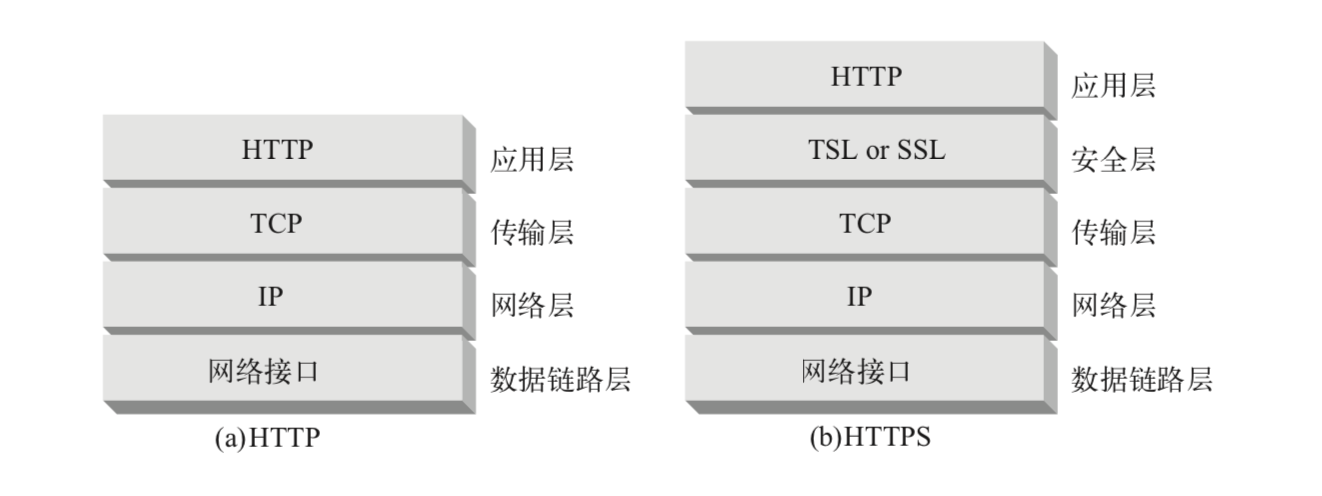 HTTP
应用层
TCP
传输层
IP
网络层
网络接口
数据链路层
(a)HTTP
HTTP
应用层
TSL or SSL
安全层
TCP
传输层
IP
网络层
网络接口
数据链路层
(b)HTTPS